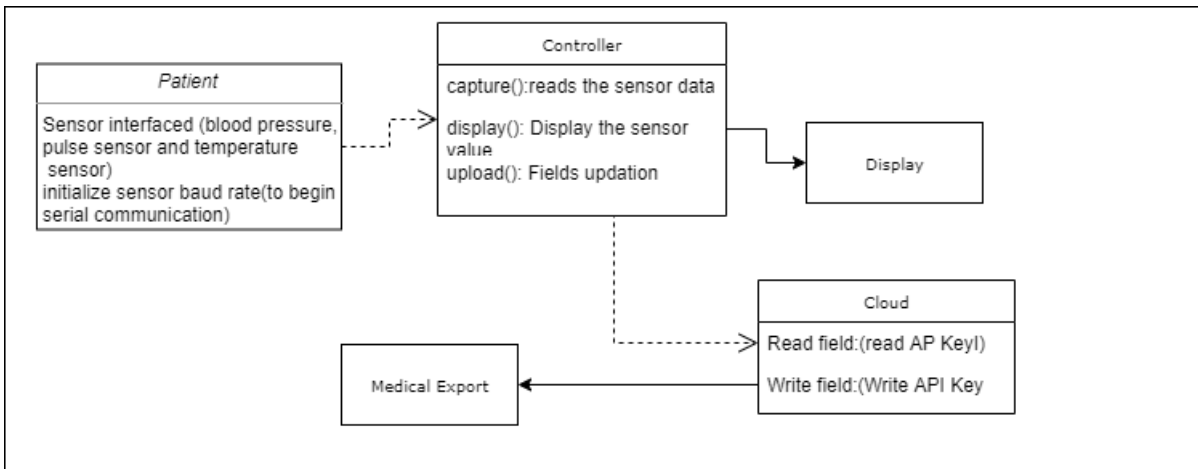 Patient
Sensor interfaced (blood pressure,
pulse sensor and temperature
sensor)
initialize sensor baud rate(to begin
serial communication)
Controller
capture():reads the sensor data
display(): Display the sensor
value
upload(): Fields updation
Display
Cloud
Read field:(read AP KeyI)
Write field:(Write API Key
Medical Export